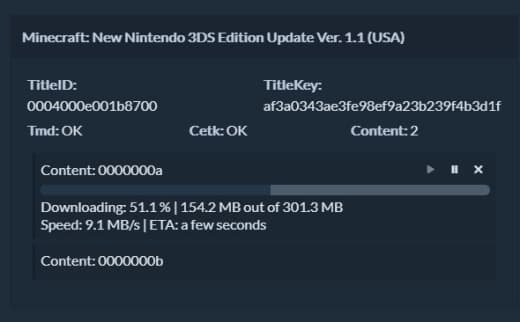 Minecraft: New Nintendo 3DS Edition Update Ver. 1.1 (USA)
TitleID: TitleKey:
0004000e001b8700 af3a0343ae3fe98ef9a23b239f4b3d1f
Tmd: OK Cetk: OK Content: 2
Content: 0000000a
Downloading: 51.1 % | 154.2 MB out of 301.3 MB
Speed: 9.1 MB/s | ETA: a few seconds
Content: 0000000b